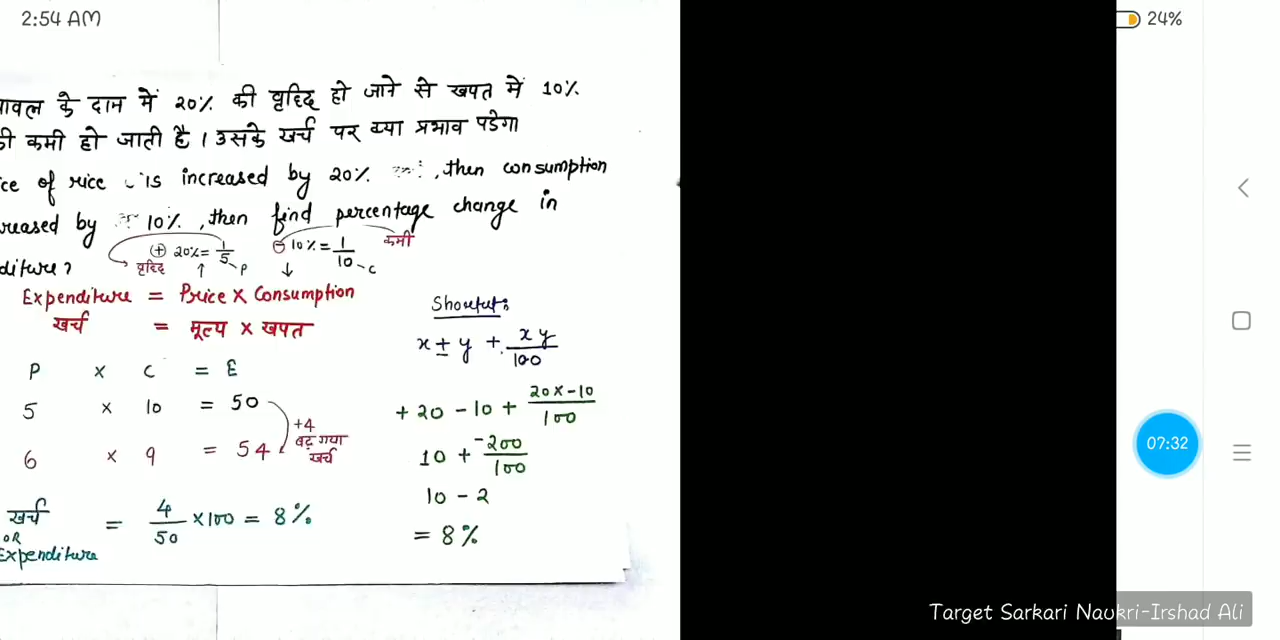 2:54 AM
24%
के दाम में 20% की वृद्धि हो जाने से खपत में 10%
कमी हो जाती है । उसके खर्च पर क्या प्रभाव पडेगा
ce of rice is increased by 20% ,then consumption
reased by 10% ,then find percentage change in
diture?
(+) 20% = 1/5 P
वृद्धि ↑
⊖ 10% = 1/10 C
कमी ↓
Expenditure = Price × Consumption
खर्च = मूल्य × खपत
P × C = E
5 × 10 = 50
6 × 9 = 54
+4
बढ़ गया
खर्च
खर्च
OR
Expenditure
= 4/50 ×100 = 8%
x ± y + xy/100
+ 20 - 10 + 20×-10/100
10 + -200/100
10 - 2
= 8%
07:32
Target Sarkari Naukri-Irshad Ali